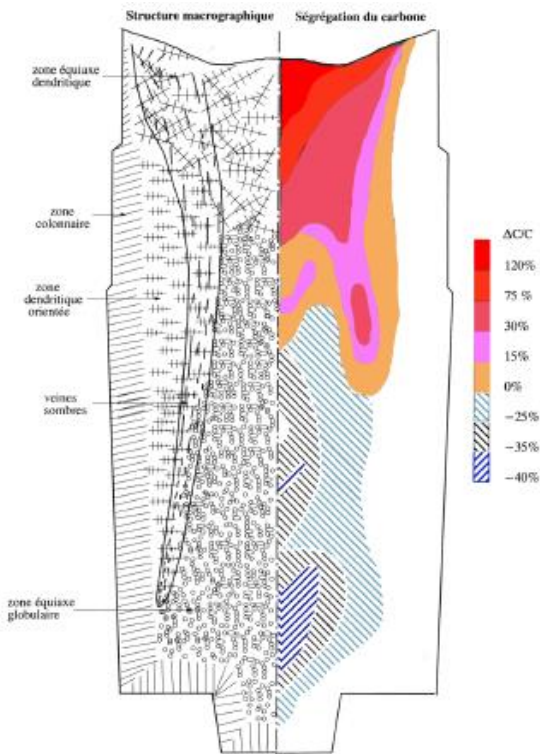 Structure macrographique
Ségrégation du carbone
zone équiaxe
dendritique
zone
colonnaire
zone
dendritique
orientée
veines
sombres
zone équiaxe
globulaire
ΔC/C
120%
75 %
30%
15%
0%
−25%
−35%
−40%